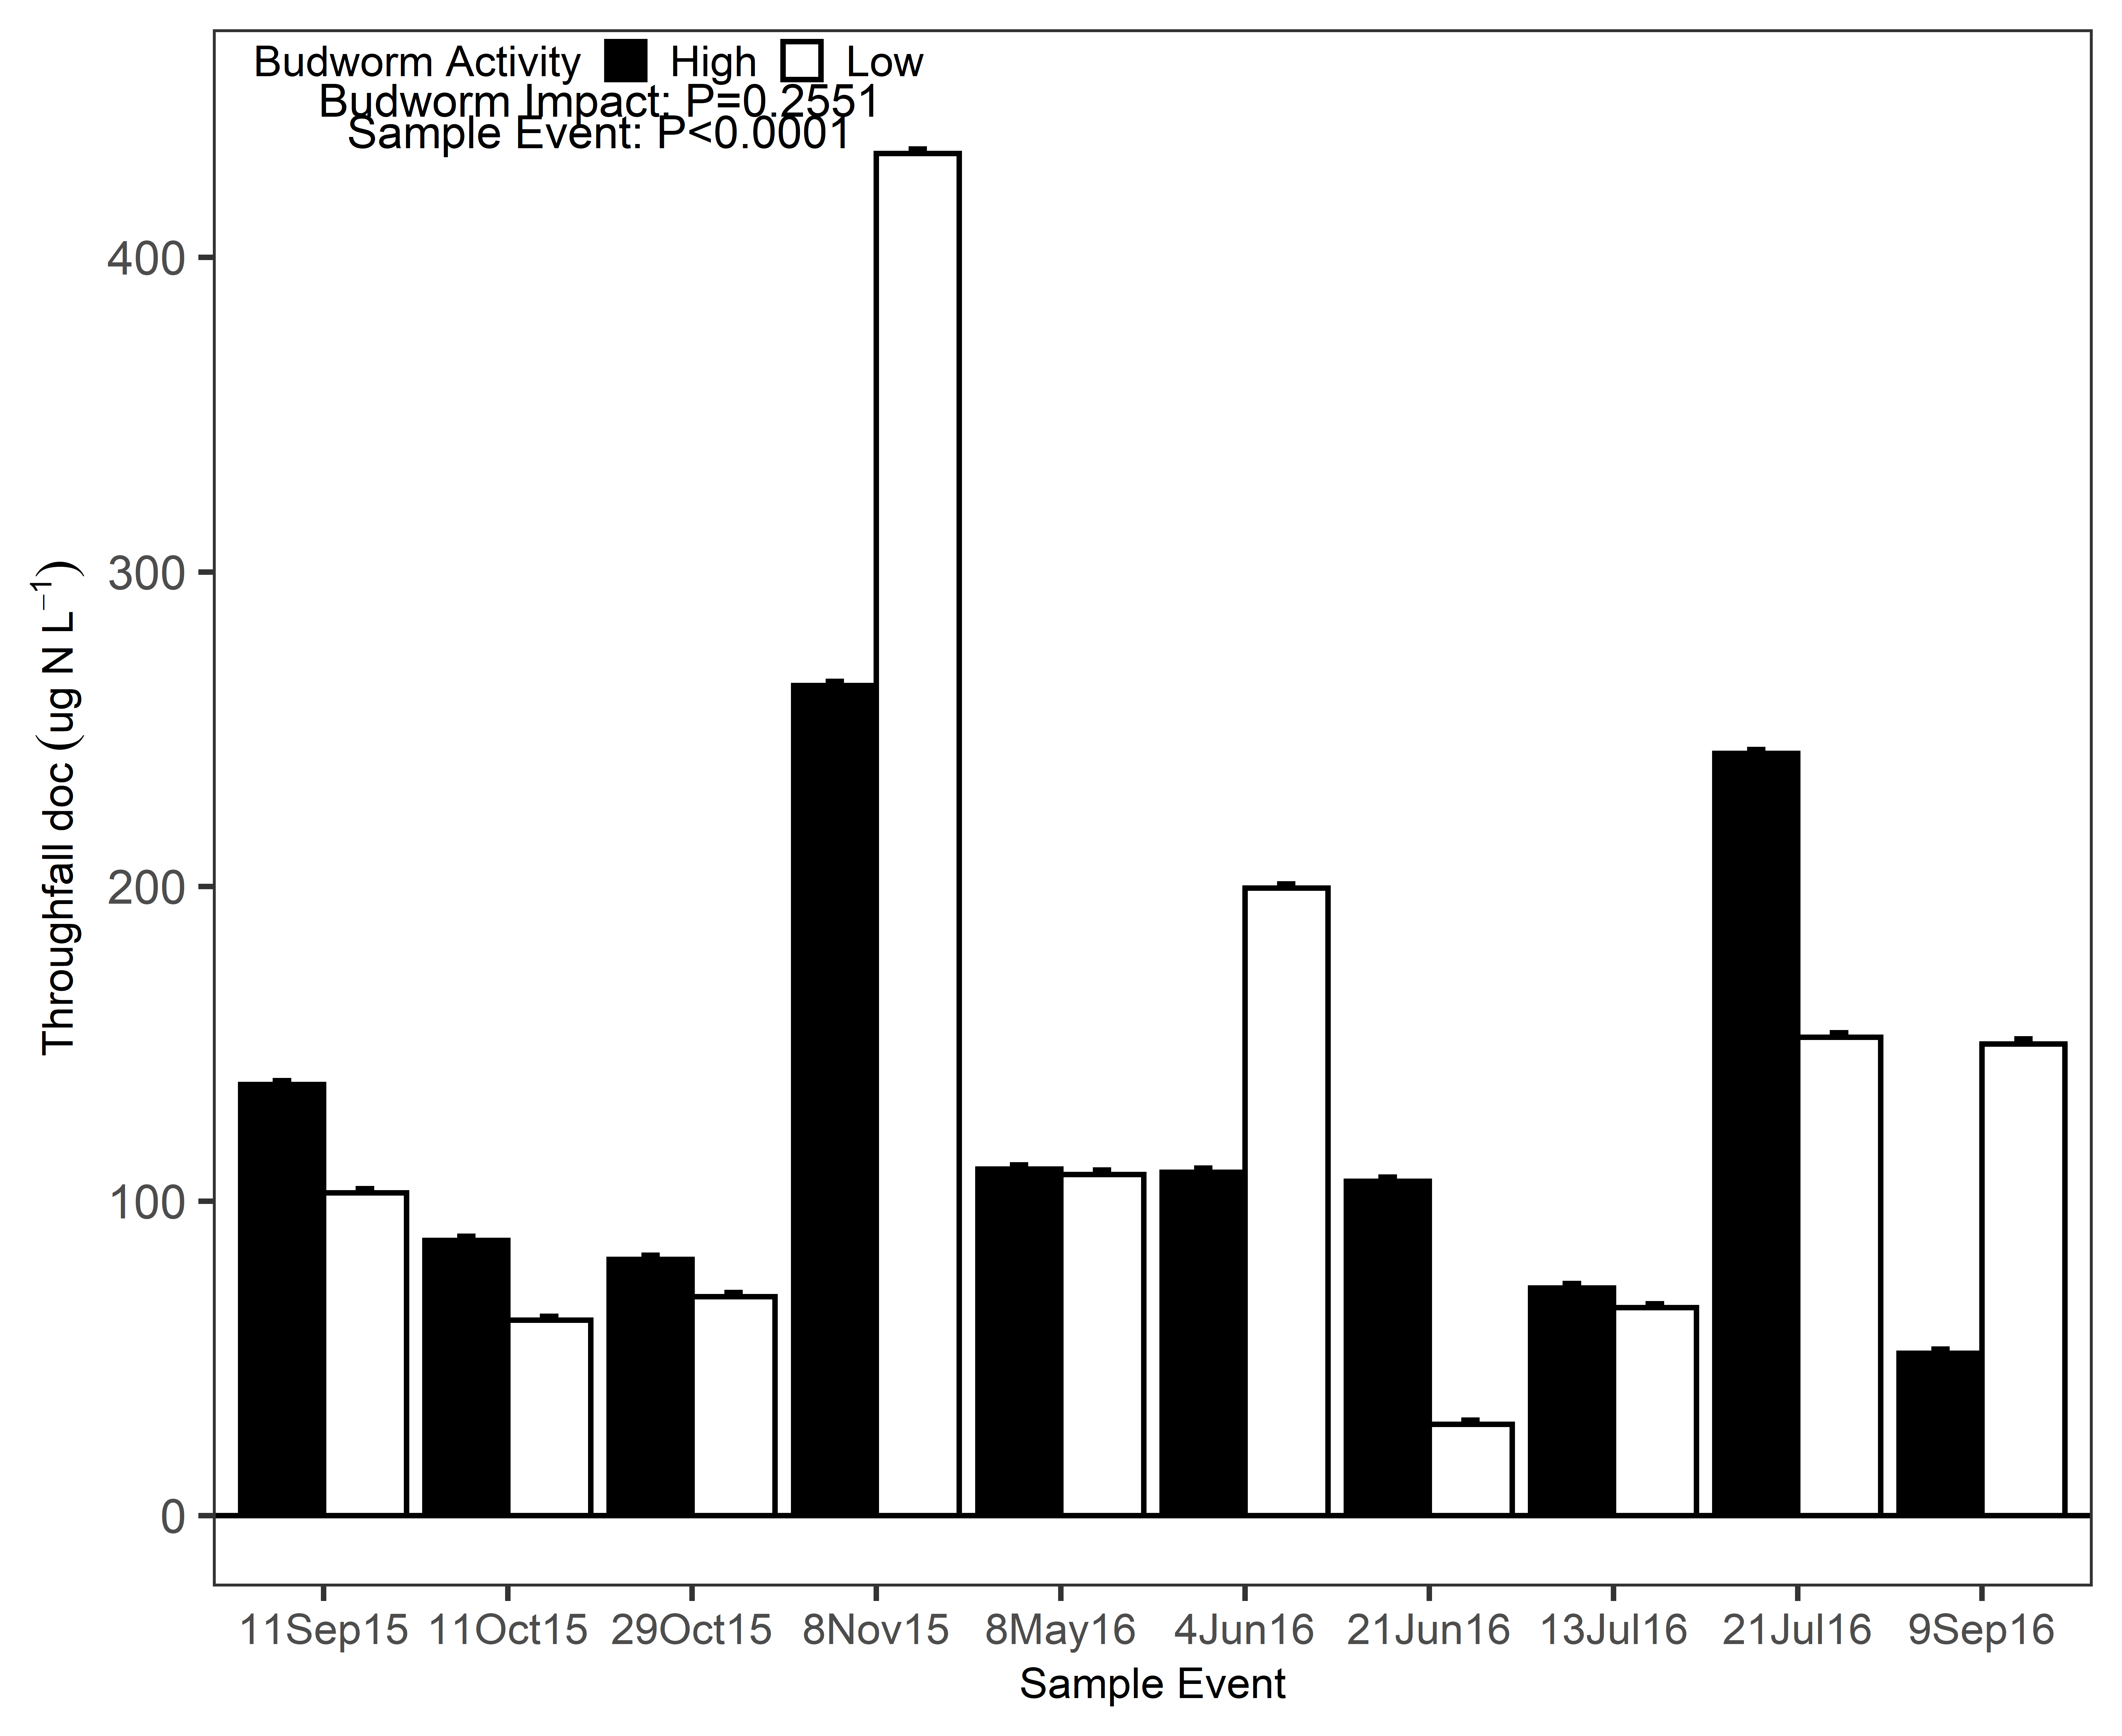 Budworm Activity High Low
Budworm Impact: P=0.2551
Sample Event: P<0.0001
400
300
200
100
0
Throughfall doc (ug N L⁻¹)
11Sep15 11Oct15 29Oct15 8Nov15 8May16 4Jun16 21Jun16 13Jul16 21Jul16 9Sep16
Sample Event